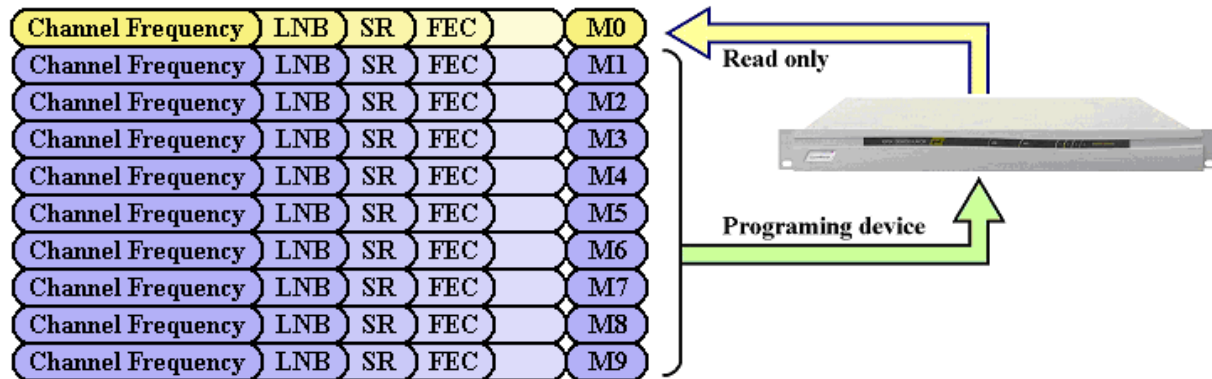 Channel Frequency LNB SR FEC M0
Channel Frequency LNB SR FEC M1
Channel Frequency LNB SR FEC M2
Channel Frequency LNB SR FEC M3
Channel Frequency LNB SR FEC M4
Channel Frequency LNB SR FEC M5
Channel Frequency LNB SR FEC M6
Channel Frequency LNB SR FEC M7
Channel Frequency LNB SR FEC M8
Channel Frequency LNB SR FEC M9
Read only
Programing device